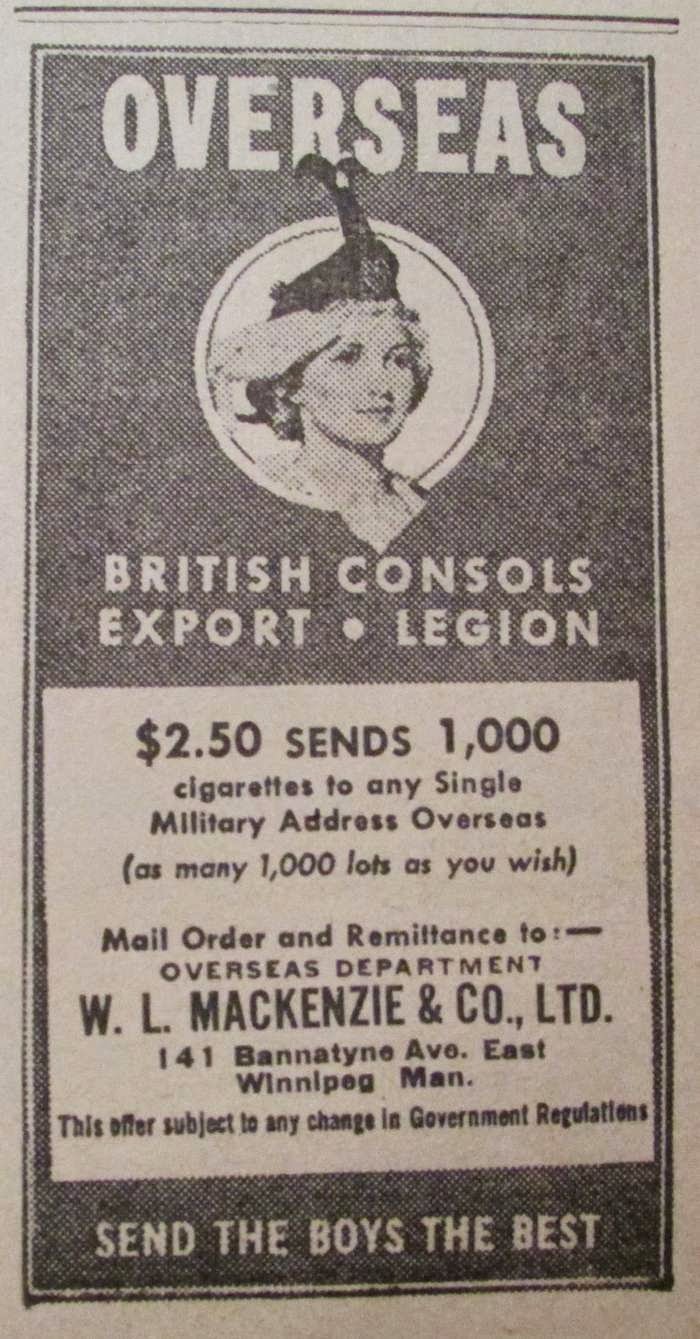 OVERSEAS
BRITISH CONSOLS
EXPORT • LEGION
$2.50 SENDS 1,000
cigarettes to any Single
Military Address Overseas
(as many 1,000 lots as you wish)
Mail Order and Remittance to:—
OVERSEAS DEPARTMENT
W. L. MACKENZIE & CO., LTD.
141 Bannatyne Ave. East
Winnipeg Man.
This offer subject to any change in Government Regulations
SEND THE BOYS THE BEST